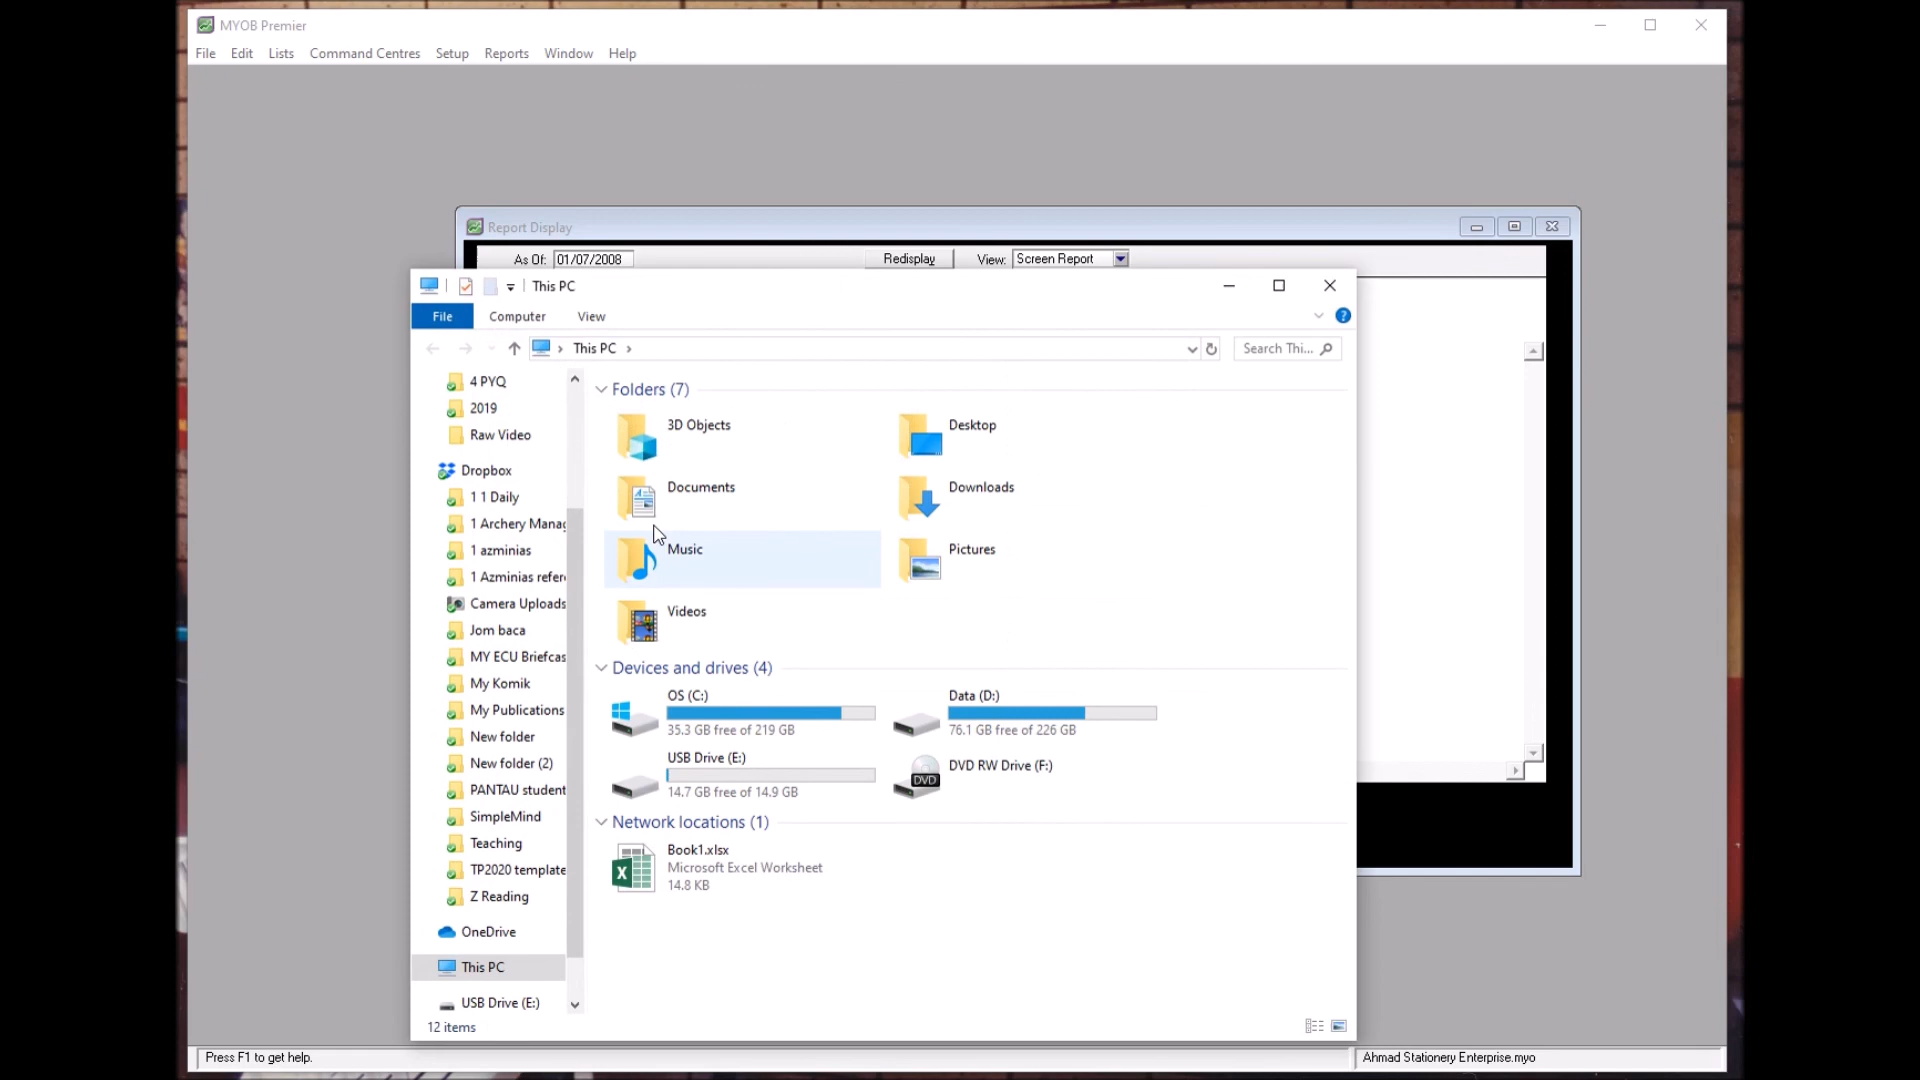 MYOB Premier
File Edit Lists Command Centres Setup Reports Window Help
Report Display
As Of: 01/07/2008 Redisplay View: Screen Report
This PC
File Computer View
This PC
Search Thi...
4 PYQ
2019
Raw Video
Dropbox
1 1 Daily
1 Archery Manag
1 azminias
1 Azminias refer
Camera Uploads
Jom baca
MY ECU Briefcas
My Komik
My Publications
New folder
New folder (2)
PANTAU student
SimpleMind
Teaching
TP2020 template
Z Reading
OneDrive
This PC
USB Drive (E:)
Folders (7)
3D Objects
Desktop
Documents
Downloads
Music
Pictures
Videos
Devices and drives (4)
OS (C:)
35.3 GB free of 219 GB
Data (D:)
76.1 GB free of 226 GB
USB Drive (E:)
14.7 GB free of 14.9 GB
DVD RW Drive (F:)
DVD
Network locations (1)
Book1.xlsx
Microsoft Excel Worksheet
14.8 KB
12 items
Press F1 to get help.
Ahmad Stationery Enterprise.myo